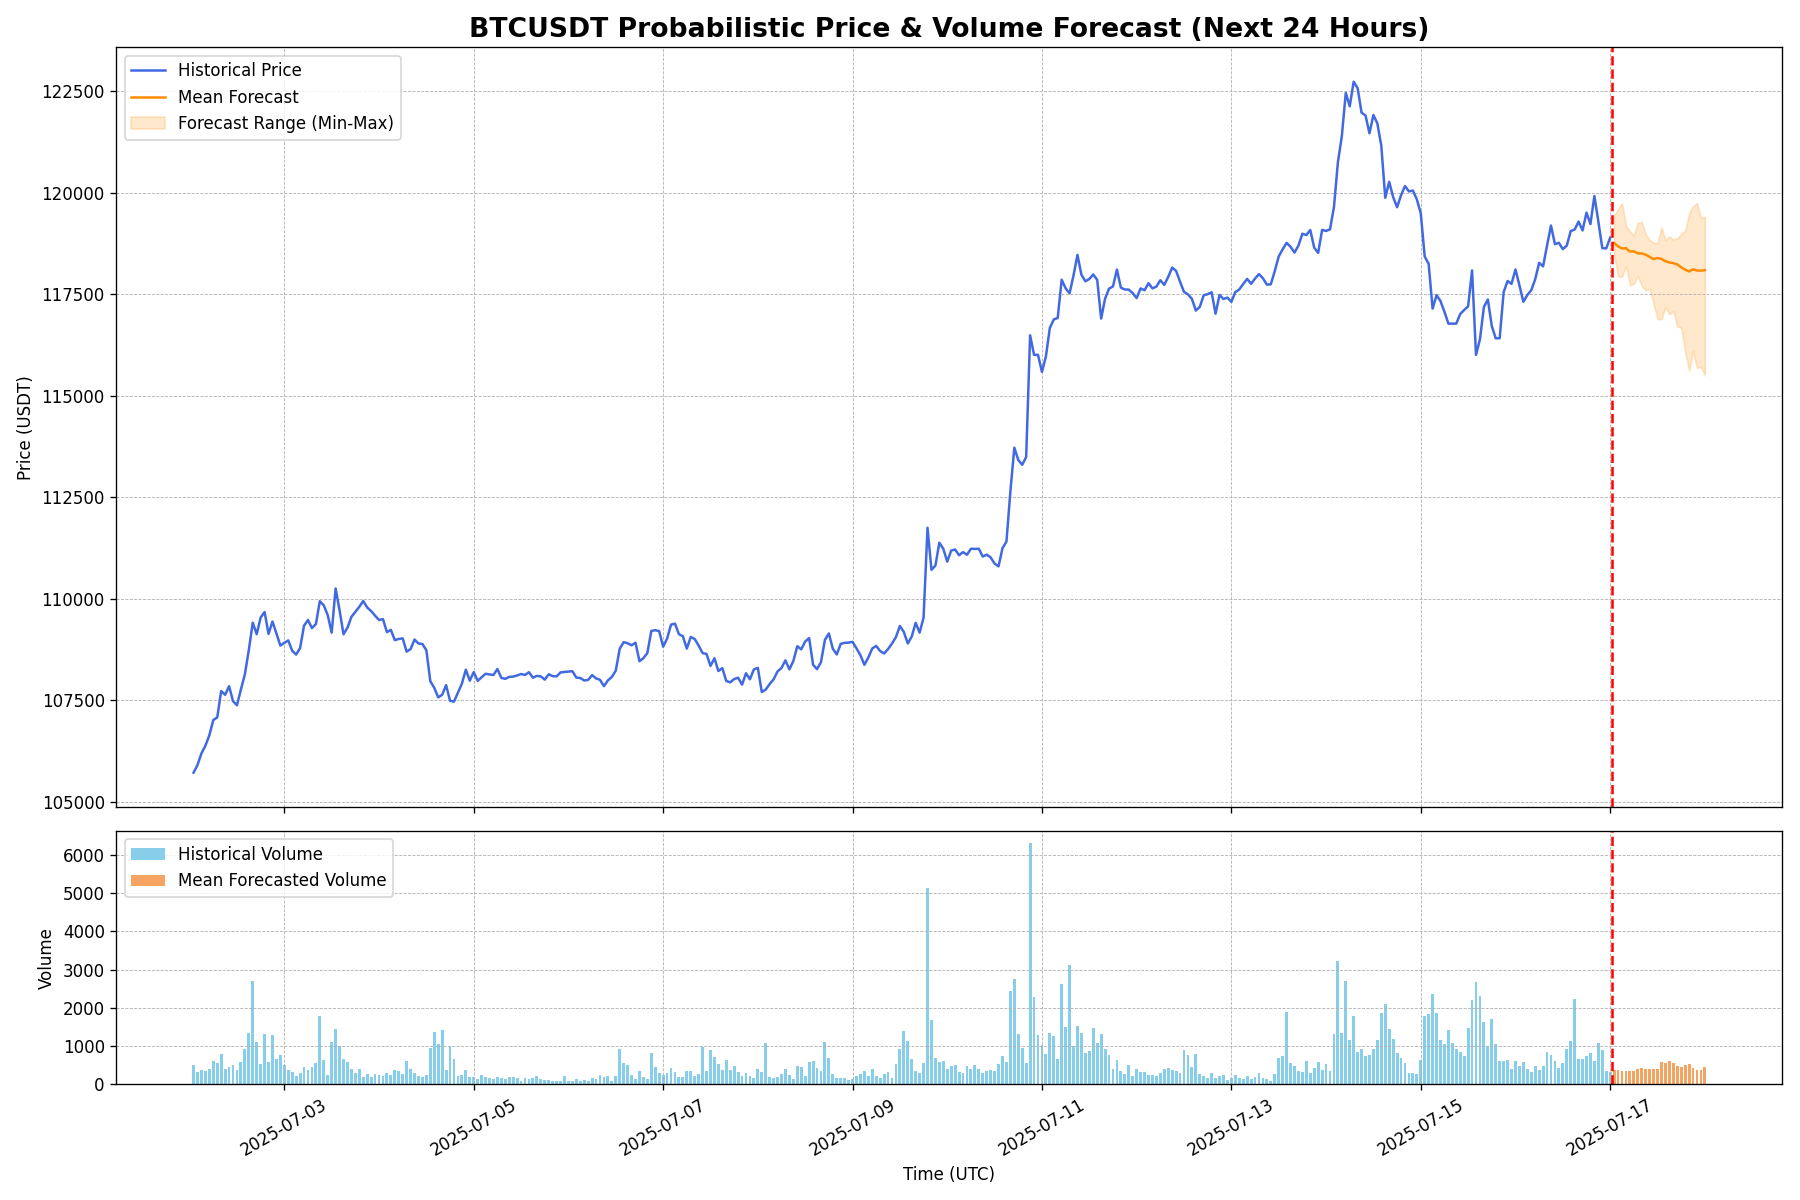 BTCUSDT Probabilistic Price & Volume Forecast (Next 24 Hours)
Historical Price
Mean Forecast
Forecast Range (Min-Max)
122500
120000
117500
115000
112500
110000
107500
105000
Price (USDT)
Historical Volume
Mean Forecasted Volume
6000
5000
4000
3000
2000
1000
0
Volume
2025-07-03
2025-07-05
2025-07-07
2025-07-09
2025-07-11
2025-07-13
2025-07-15
2025-07-17
Time (UTC)